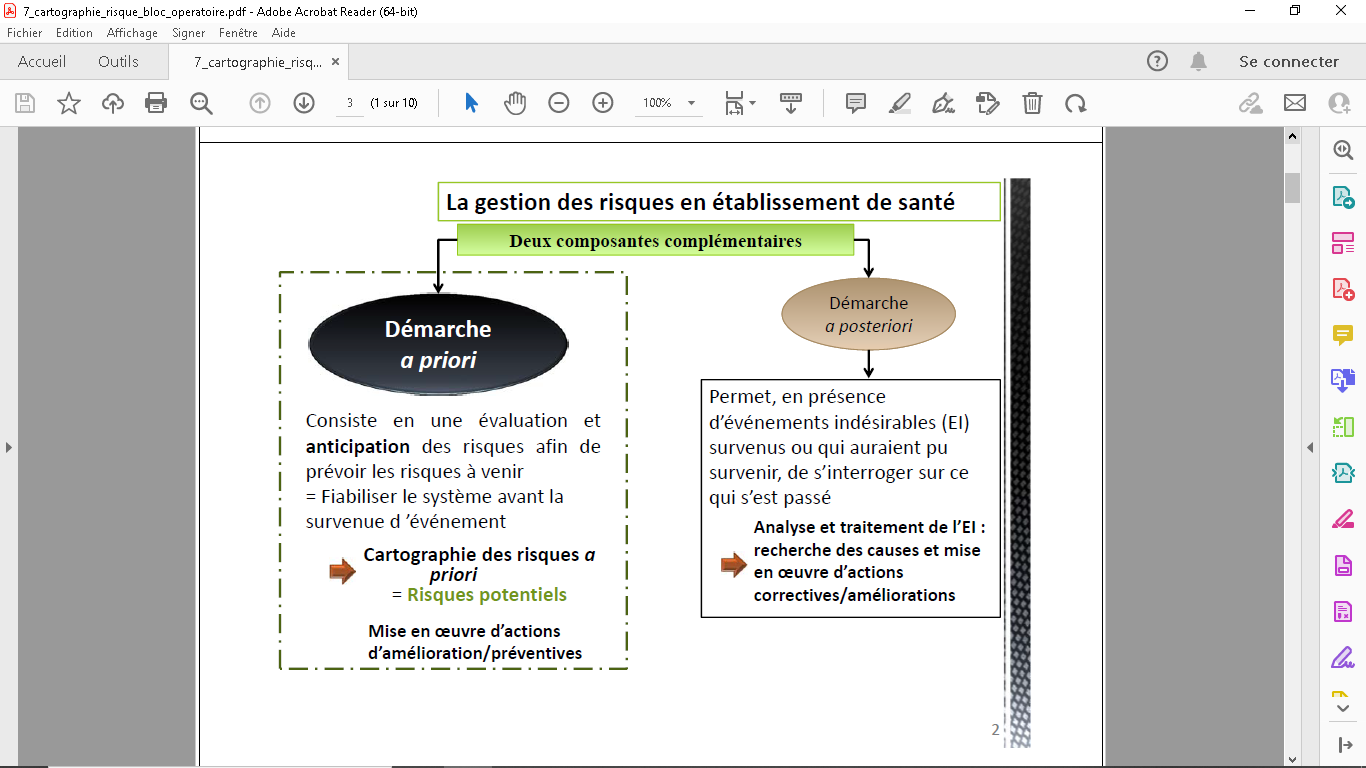 7_cartographie_risque_bloc_operatoire.pdf - Adobe Acrobat Reader (64-bit)
Fichier Edition Affichage Signer Fenêtre Aide
Accueil Outils 7_cartographie_risq... × Se connecter
3 (1 sur 10) 100%
La gestion des risques en établissement de santé
Deux composantes complémentaires
Démarche
a priori
Consiste en une évaluation et
anticipation des risques afin de
prévoir les risques à venir
= Fiabiliser le système avant la
survenue d ’événement
Cartographie des risques a
priori
= Risques potentiels
Mise en œuvre d’actions
d’amélioration/préventives
Démarche
a posteriori
Permet, en présence
d’événements indésirables (EI)
survenus ou qui auraient pu
survenir, de s’interroger sur ce
qui s’est passé
Analyse et traitement de l’EI :
recherche des causes et mise
en œuvre d’actions
correctives/améliorations
2